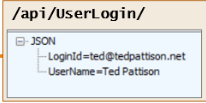 /api/UserLogin/
JSON
LoginId=ted@tedpattison.net
UserName=Ted Pattison